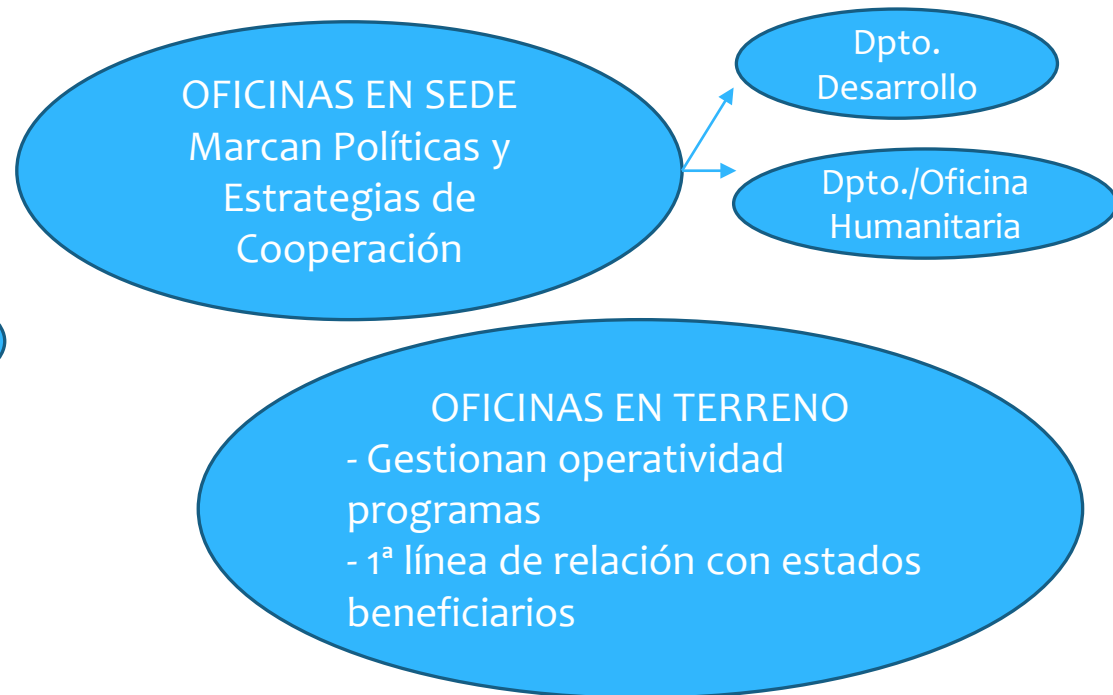 OFICINAS EN SEDE
Marcan Políticas y
Estrategias de
Cooperación
Dpto.
Desarrollo
Dpto./Oficina
Humanitaria
OFICINAS EN TERRENO
- Gestionan operatividad
programas
- 1ª línea de relación con estados
beneficiarios